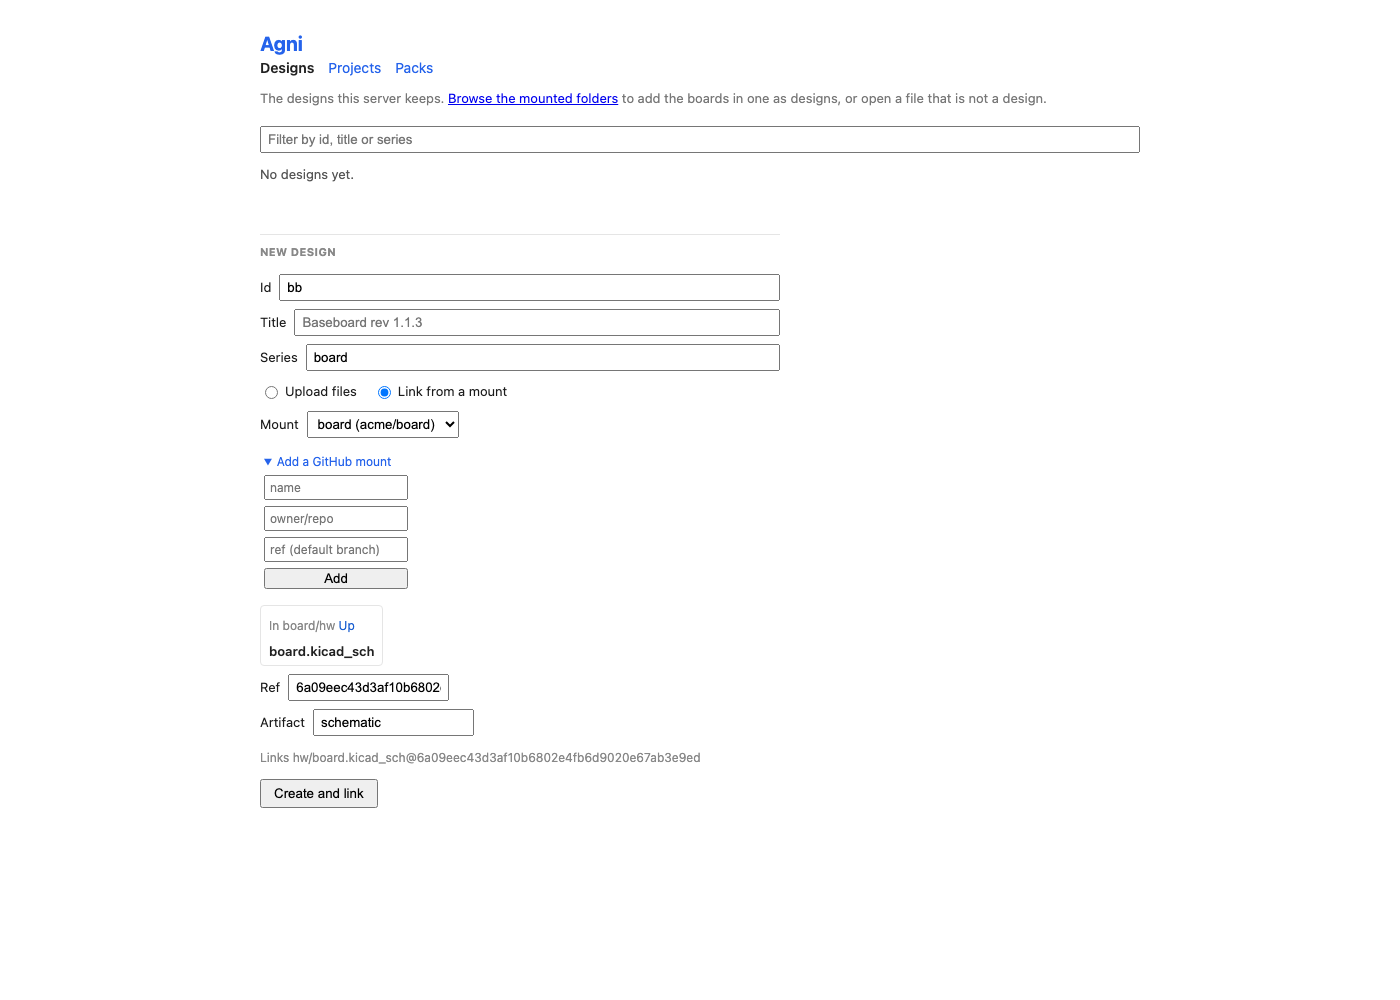 Agni
Designs Projects Packs
The designs this server keeps. Browse the mounted folders to add the boards in one as designs, or open a file that is not a design.
Filter by id, title or series
No designs yet.
NEW DESIGN
Id bb
Title Baseboard rev 1.1.3
Series board
Upload files Link from a mount
Mount board (acme/board)
▼ Add a GitHub mount
name
owner/repo
ref (default branch)
Add
In board/hw Up
board.kicad_sch
Ref 6a09eec43d3af10b6802
Artifact schematic
Links hw/board.kicad_sch@6a09eec43d3af10b6802e4fb6d9020e67ab3e9ed
Create and link